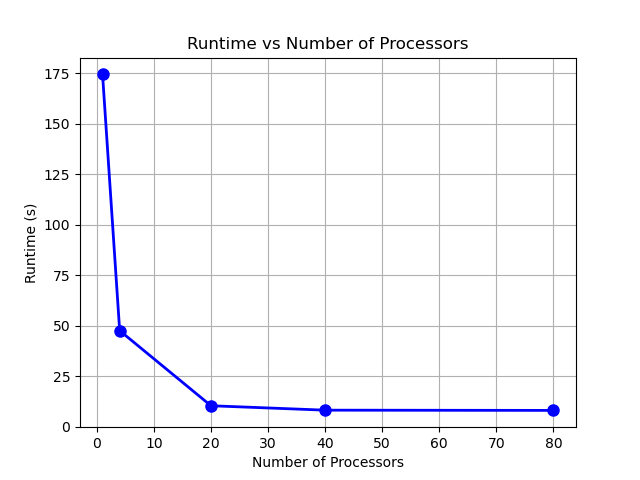 Runtime vs Number of Processors
175
150
125
100
75
50
25
0
Runtime (s)
0 10 20 30 40 50 60 70 80
Number of Processors